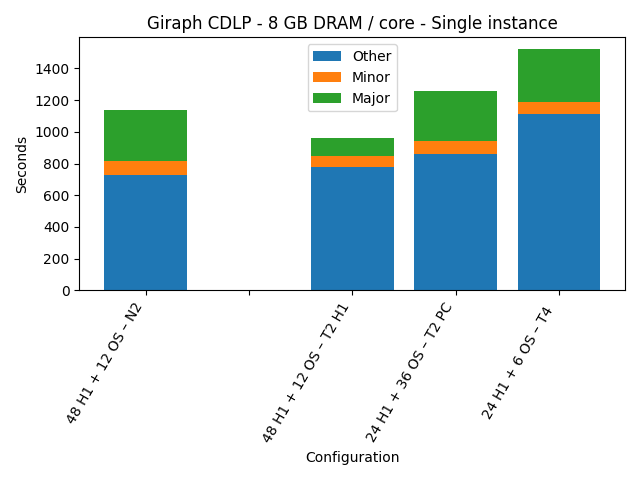 Giraph CDLP - 8 GB DRAM / core - Single instance
Other
Minor
Major
Seconds
1400
1200
1000
800
600
400
200
0
48 H1 + 12 OS – N2
48 H1 + 12 OS – T2 H1
24 H1 + 36 OS – T2 PC
24 H1 + 6 OS – T4
Configuration